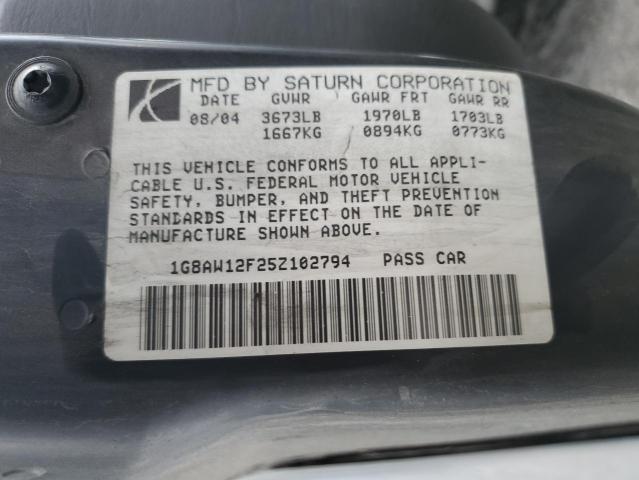 MFD BY SATURN CORPORATION
DATE GVWR GAWR FRT GAWR RR
08/04 3673LB 1970LB 1703LB
1667KG 0894KG 0773KG
THIS VEHICLE CONFORMS TO ALL APPLI-
CABLE U.S. FEDERAL MOTOR VEHICLE
SAFETY, BUMPER, AND THEFT PREVENTION
STANDARDS IN EFFECT ON THE DATE OF
MANUFACTURE SHOWN ABOVE.
1G8AW12F25Z102794 PASS CAR